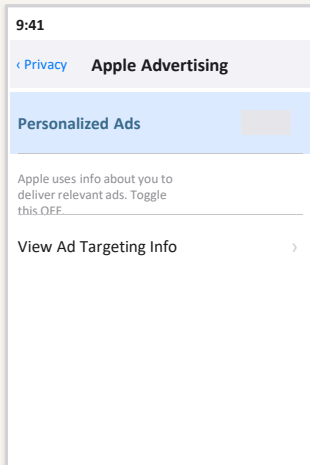 9:41
‹ Privacy Apple Advertising
Personalized Ads
Apple uses info about you to
deliver relevant ads. Toggle
this OFF.
View Ad Targeting Info ›